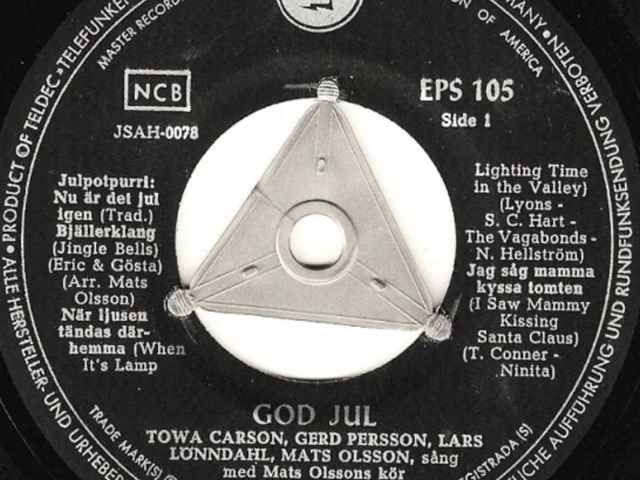 ALLE HERSTELLER- UND URHEBER
• PRODUCT OF TELDEC »TELEFUNKEN
MASTER RECOR
ON OF AMERICA
MANY« •
LICHE AUFFÜHRUNG UND RUNDFUNKSENDUNG VERBOTEN
NCB
JSAH-0078
EPS 105
Side 1
Julpotpurri:
Nu är det jul
igen (Trad.)
Bjällerklang
(Jingle Bells)
(Eric & Gösta)
(Arr. Mats
Olsson)
När ljusen
tändas där-
hemma (When
It's Lamp
Lighting Time
in the Valley)
(Lyons -
S. C. Hart -
The Vagabonds -
N. Hellström)
Jag såg mamma
kyssa tomten
(I Saw Mammy
Kissing
Santa Claus)
(T. Conner -
Ninita)
GOD JUL
TOWA CARSON, GERD PERSSON, LARS
LÖNNDAHL, MATS OLSSON, sång
med Mats Olssons kör
TRADE MARK(S)
REGISTRADA (S)